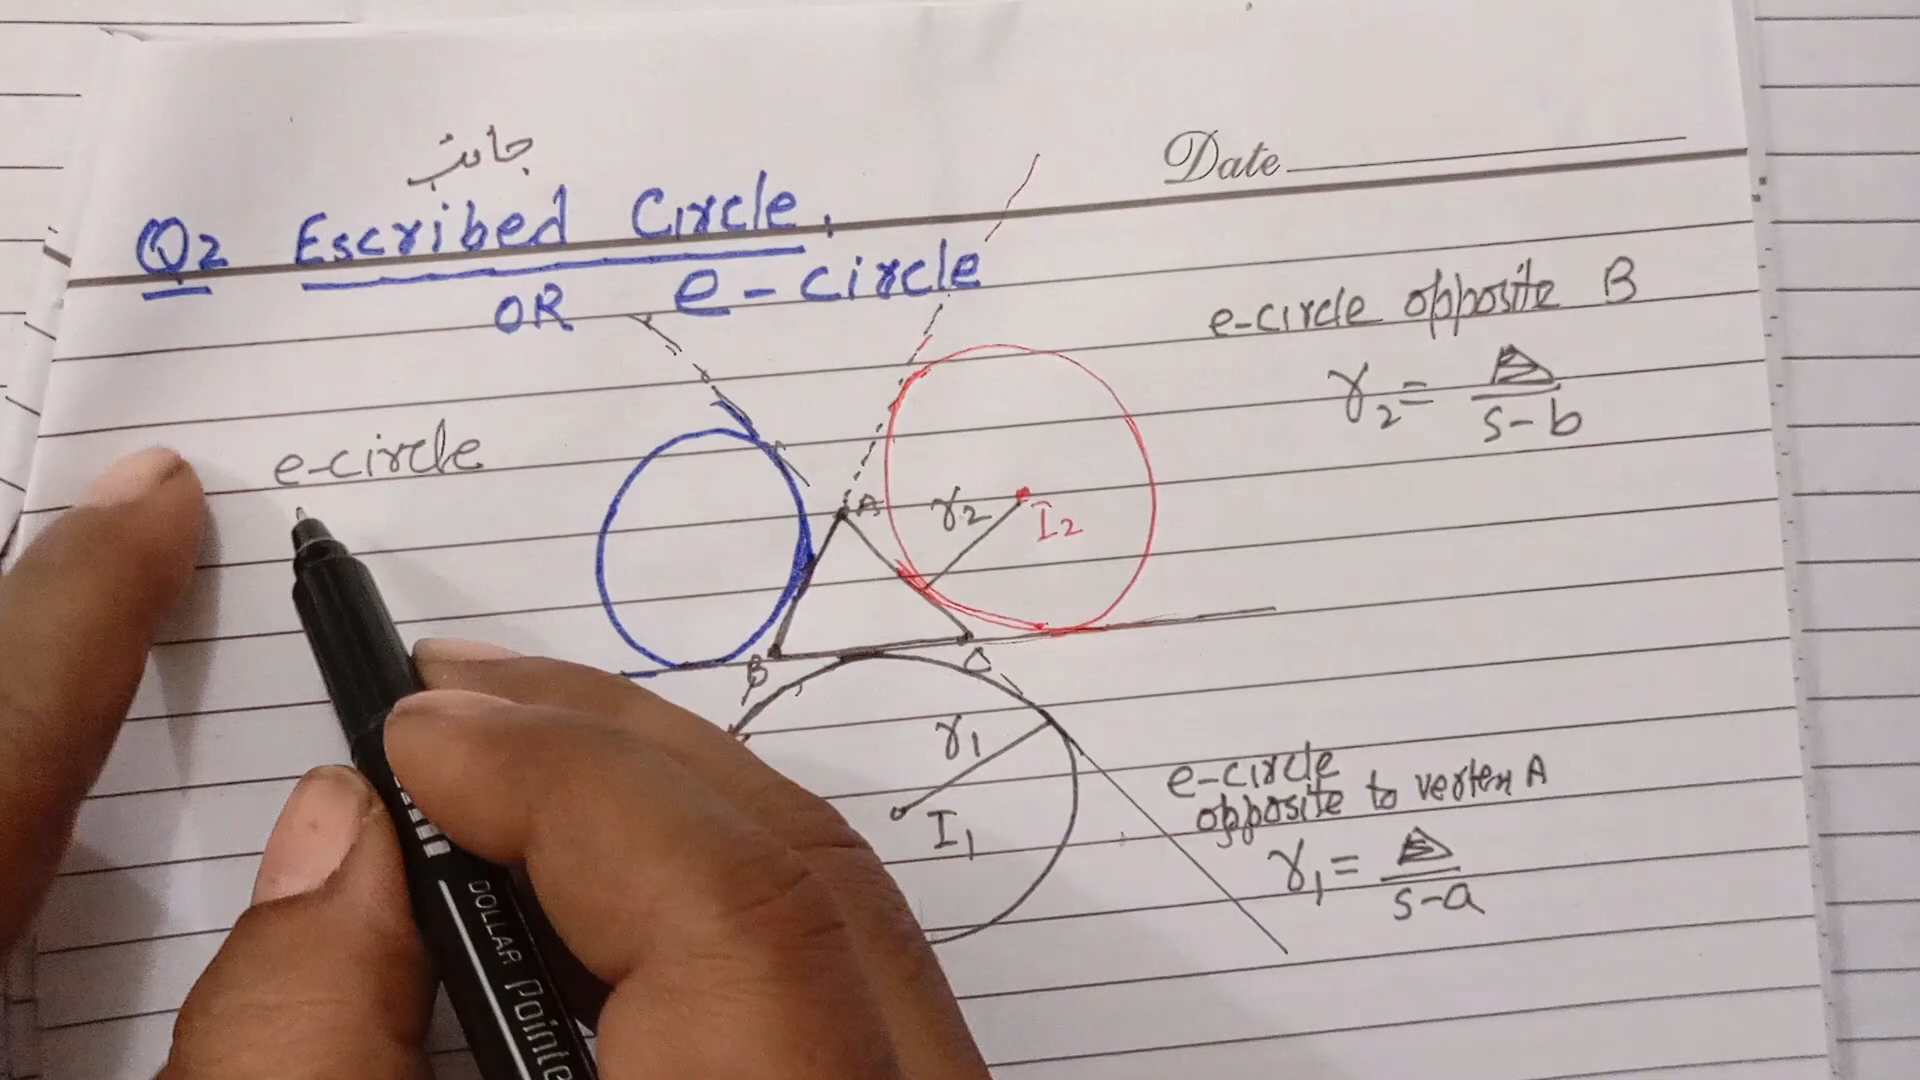 جانب
Date
Q2 Escribed Circle.
OR e-circle
e-circle opposite B
r2 = Δ
s-b
e-circle
A
r2
I2
B C
r1
I1
e-circle
opposite to vertex A
r1 = Δ
s-a
DOLLAR Pointe